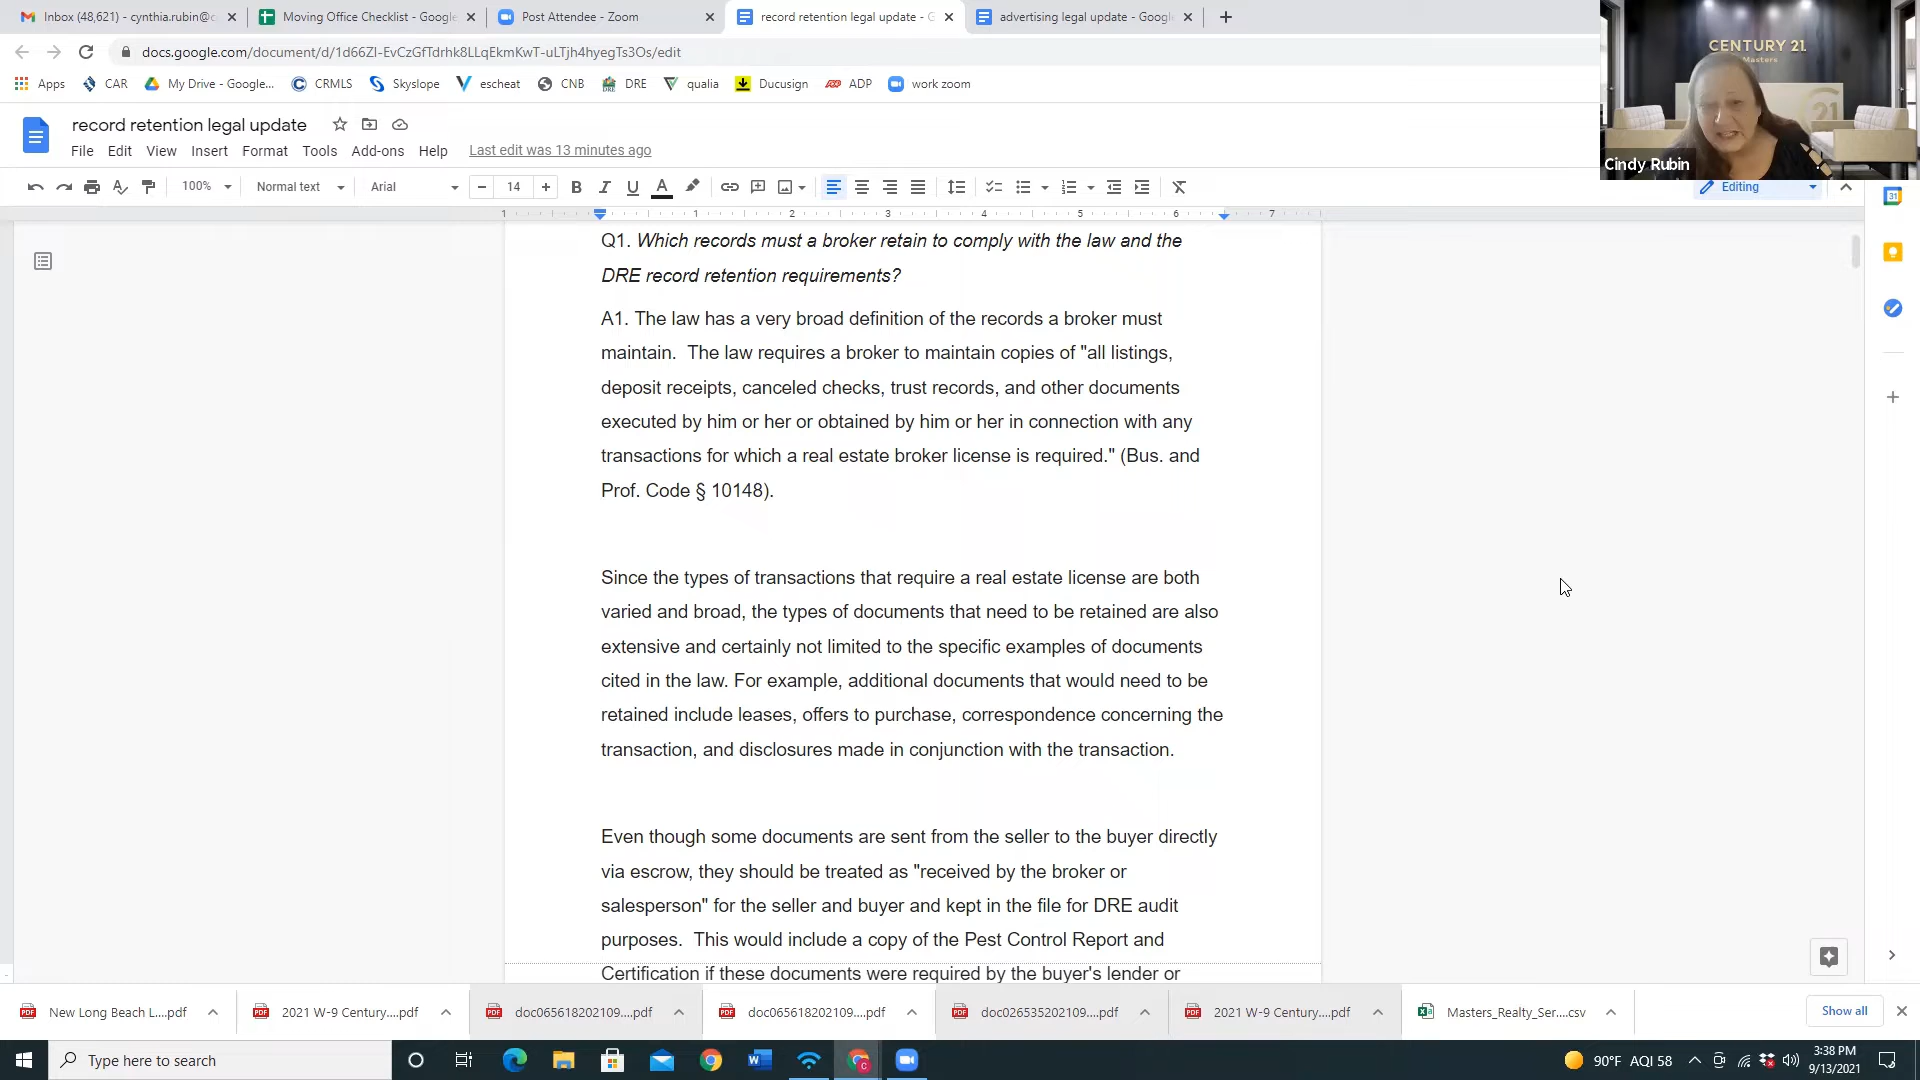 Inbox (48,621) - cynthia.rubin@c
Moving Office Checklist - Google
Post Attendee - Zoom
record retention legal update - G
advertising legal update - Googl
docs.google.com/document/d/1d66ZI-EvCzGfTdrhk8LLqEkmKwT-uLTjh4hyegTs3Os/edit
Apps
CAR
My Drive - Google...
CRMLS
Skyslope
escheat
CNB
DRE
qualia
Ducusign
ADP
work zoom
CENTURY 21.
Masters
21
Cindy Rubin
record retention legal update
File Edit View Insert Format Tools Add-ons Help
Last edit was 13 minutes ago
100%
Normal text
Arial
14
Editing
1 1 2 3 4 5 6 7
Q1. Which records must a broker retain to comply with the law and the
DRE record retention requirements?
A1. The law has a very broad definition of the records a broker must
maintain.  The law requires a broker to maintain copies of "all listings,
deposit receipts, canceled checks, trust records, and other documents
executed by him or her or obtained by him or her in connection with any
transactions for which a real estate broker license is required." (Bus. and
Prof. Code § 10148).
Since the types of transactions that require a real estate license are both
varied and broad, the types of documents that need to be retained are also
extensive and certainly not limited to the specific examples of documents
cited in the law. For example, additional documents that would need to be
retained include leases, offers to purchase, correspondence concerning the
transaction, and disclosures made in conjunction with the transaction.
Even though some documents are sent from the seller to the buyer directly
via escrow, they should be treated as "received by the broker or
salesperson" for the seller and buyer and kept in the file for DRE audit
purposes.  This would include a copy of the Pest Control Report and
Certification if these documents were required by the buyer's lender or
New Long Beach L....pdf
2021 W-9 Century....pdf
doc065618202109....pdf
doc065618202109....pdf
doc026535202109....pdf
2021 W-9 Century....pdf
Masters_Realty_Ser....csv
Show all
Type here to search
90°F AQI 58
3:38 PM
9/13/2021